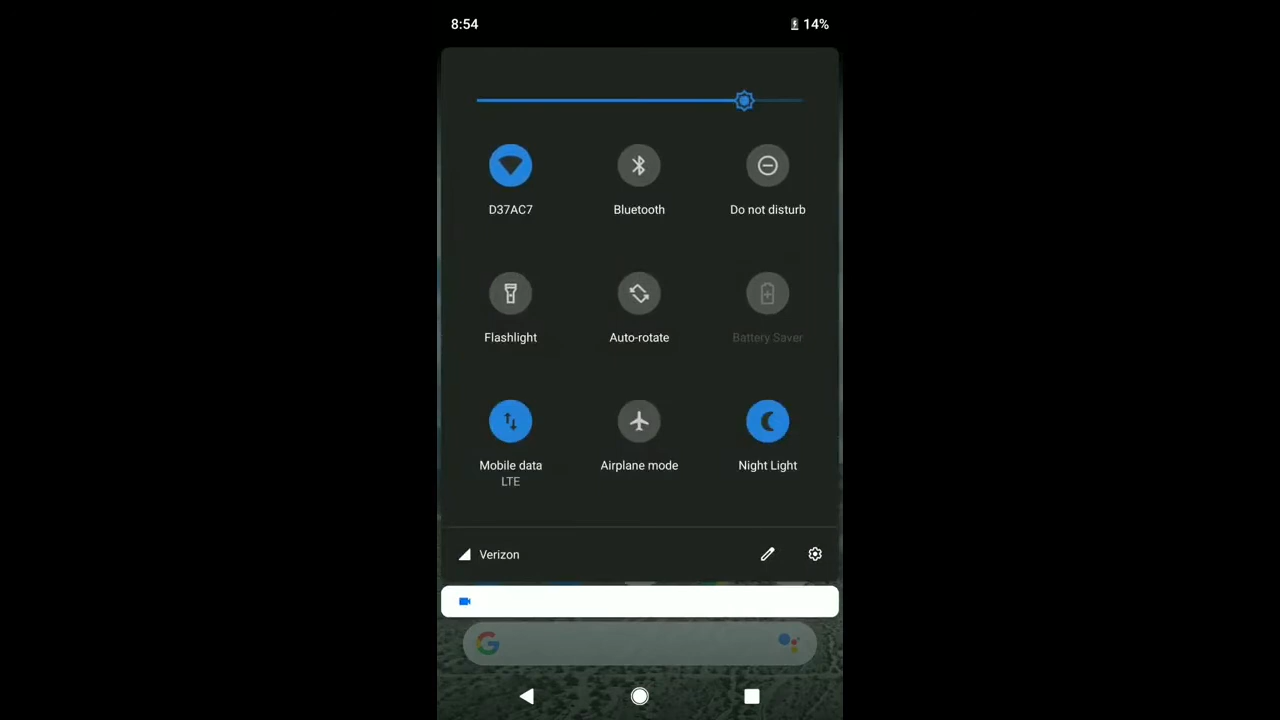 8:54 14%
D37AC7 Bluetooth Do not disturb
Flashlight Auto-rotate Battery Saver
Mobile data Airplane mode Night Light
LTE
Verizon